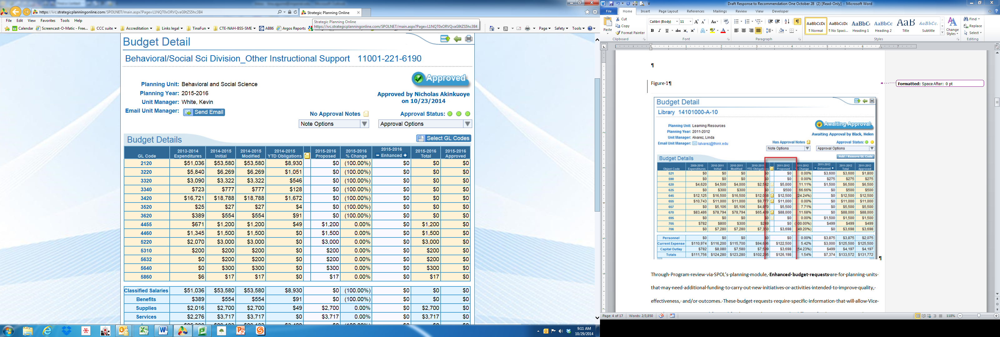 https://ivc.strategicplanningonline.com/SPOLNET/main.aspx?Page=L1NQT0xORVQvaG9tZS5hc3B4
Strategic Planning Online
File Edit View Favorites Tools Help
Strategic Planning Online
https://ivc.strategicplanningonline.com/SPOLNET/main.aspx?Page=L1NQT0xORVQvaG9tZS5hc3B4
Calendar Screencast-O-Matic - Free... CCC suite Accreditation Links legal TinaFun CTE-NAH-BSS-SME AB86 Argos Reports Page Safety Tools
Budget Detail
Behavioral/Social Sci Division_Other Instructional Support 11001-221-6190
Approved
Planning Unit: Behavioral and Social Science
Planning Year: 2015-2016
Unit Manager: White, Kevin
Email Unit Manager: Send Email
Approved by Nicholas Akinkuoye
on 10/23/2014
No Approval Notes Approval Status:
Note Options Approval Options
Budget Details Select GL Codes
GL Code 2013-2014 Expenditures 2014-2015 Initial 2014-2015 Modified 2014-2015 YTD Obligations 2015-2016 Proposed 2015-2016 % Change 2015-2016 Enhanced 2015-2016 Total 2015-2016 Approved
2120 $51,036 $53,580 $53,580 $8,930 $0 (100.00%) $0 $0 $0
3220 $5,840 $6,269 $6,269 $1,051 $0 (100.00%) $0 $0 $0
3320 $3,090 $3,322 $3,322 $546 $0 (100.00%) $0 $0 $0
3340 $723 $777 $777 $128 $0 (100.00%) $0 $0 $0
3420 $16,721 $18,788 $18,788 $1,672 $0 (100.00%) $0 $0 $0
3520 $25 $27 $27 $4 $0 (100.00%) $0 $0 $0
3620 $389 $554 $554 $91 $0 (100.00%) $0 $0 $0
4455 $671 $1,200 $1,200 $49 $1,200 0.00% $0 $1,200 $0
4460 $1,345 $1,500 $1,500 $0 $1,500 0.00% $0 $1,500 $0
5220 $2,070 $3,000 $3,000 $0 $3,000 0.00% $0 $3,000 $0
5310 $200 $200 $200 $0 $200 0.00% $0 $200 $0
5632 $0 $200 $200 $0 $200 0.00% $0 $200 $0
5640 $0 $300 $300 $0 $300 0.00% $0 $300 $0
5860 $6 $17 $17 $0 $17 0.00% $0 $17 $0
Classified Salaries $51,036 $53,580 $53,580 $8,930 $0 (100.00%) $0 $0 $0
Benefits $389 $554 $554 $91 $0 (100.00%) $0 $0 $0
Supplies $2,016 $2,700 $2,700 $49 $2,700 0.00% $0 $2,700 $0
Services $2,276 $3,717 $3,717 $0 $3,717 0.00% $0 $3,717 $0
9:11 AM
10/29/2014
Draft Response to Recommendation One October 28 (2) [Read-Only] - Microsoft Word
File Home Insert Page Layout References Mailings Review View Developer
Paste Cut Copy Format Painter
Calibri (Body) 11
AaBbCcDc AaBbCcDc AaBbC AaBbCc AaB AaBbCc.
¶ Normal ¶ No Spaci... Heading 1 Heading 2 Title Subtitle
Change Styles
Find Replace Select
Clipboard Font Paragraph Styles Editing
¶
Figure·1¶
Formatted: Space After: 0 pt
Budget Detail
Library 14101000-A-10
Awaiting Approval
Planning Unit: Learning Resources
Planning Year: 2011-2012
Unit Manager: Alvarez, Linda
Email Unit Manager: lalvarez@think.edu
Awaiting Approval by Black, Helen
Has Approval Notes Approval Status:
Note Options Approval Options
Budget Details Add / Remove GL Code
Object Code 2009-2010 Expenditures 2010-2011 Initial 2010-2011 Modified 2010-2011 YTD Obligations 2011-2012 Proposed 2011-2012 % Change 2011-2012 Enhanced 2011-2012 Total 2011-2012 Approved
521 $0 $0 $0 $0 $0 0.00% $3,600 $3,600 $1,800
590 $0 $0 $0 $0 $0 0.00% $275 $275 $275
620 $4,620 $4,500 $4,000 $5,000 11.11% $1,500 $6,500 $6,500
625 $0 $300 $300 $0 $500 66.66% $0 $500 $500
645 $12,125 $16,500 $16,500 $12,500 (24.24%) $0 $12,500 $12,500
655 $10,743 $11,000 $11,000 $11,000 0.00% $0 $11,000 $11,000
657 $0 $5,106 $5,106 $5,500 7.71% $0 $5,500 $5,500
670 $83,486 $78,794 $78,794 $88,000 11.68% $0 $88,000 $88,000
695 $0 $0 $0 $0 $0 0.00% $1,500 $1,500 $1,500
705 $782 $800 $300 $0 (100.00%) $499 $499 $499
706 $0 $7,280 $7,280 $3,698 (49.20%) $0 $3,698 $3,698
Personnel $0 $0 $0 $0 $0 0.00% $3,875 $3,875 $2,075
Current Expense $110,974 $116,200 $115,700 $122,500 5.42% $3,000 $125,500 $125,500
Capital Outlay $782 $8,080 $7,580 $3,698 (54.23%) $499 $4,197 $4,197
Totals $111,756 $124,280 $123,280 $126,198 1.54% $7,374 $133,572 $131,772
¶
Through·Program·review·via·SPOL's·planning·module,·Enhanced·budget·requests·are·for·planning·units·
that·may·need·additional·funding·to·carry·out·new·initiatives·or·activities·intended·to·improve·quality,·
effectiveness,·and/or·outcomes.·These·budget·requests·require·specific·information·that·will·allow·Vice-
Page: 4 of 17 Words: 2/3,850 118%